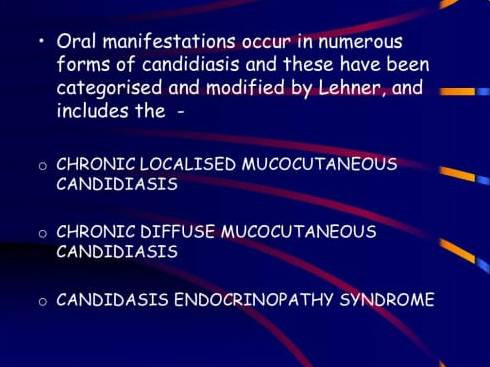 • Oral manifestations occur in numerous
forms of candidiasis and these have been
categorised and modified by Lehner, and
includes the -
o CHRONIC LOCALISED MUCOCUTANEOUS
CANDIDIASIS
o CHRONIC DIFFUSE MUCOCUTANEOUS
CANDIDIASIS
o CANDIDASIS ENDOCRINOPATHY SYNDROME